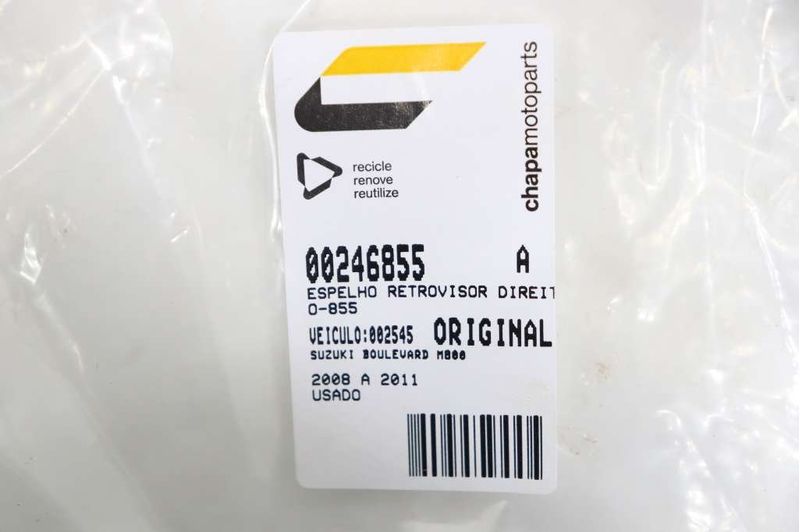 chapamotoparts
recicle
renove
reutilize
00246855 A
ESPELHO RETROVISOR DIREIT
O-855
VEICULO:002545 ORIGINAL
SUZUKI BOULEVARD M800
2008 A 2011
USADO